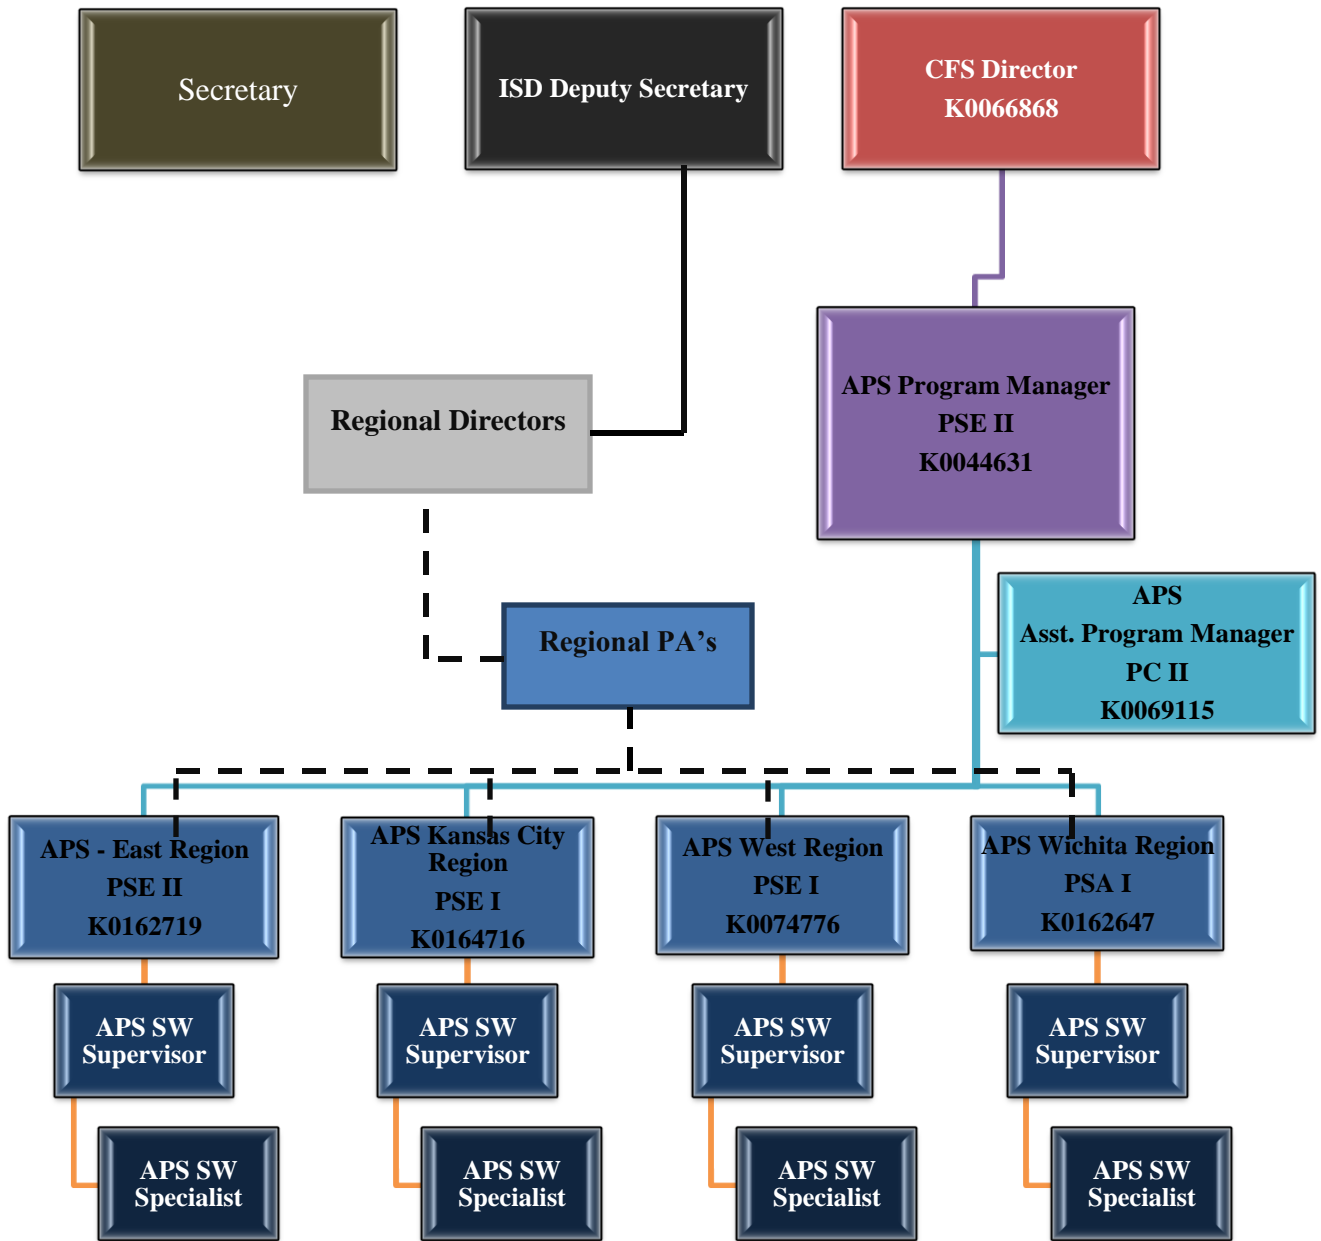 Secretary
ISD Deputy Secretary
CFS Director
K0066868
APS Program Manager
PSE II
K0044631
Regional Directors
APS
Asst. Program Manager
PC II
K0069115
Regional PA’s
APS - East Region
PSE II
K0162719
APS Kansas City
Region
PSE I
K0164716
APS West Region
PSE I
K0074776
APS Wichita Region
PSA I
K0162647
APS SW
Supervisor
APS SW
Supervisor
APS SW
Supervisor
APS SW
Supervisor
APS SW
Specialist
APS SW
Specialist
APS SW
Specialist
APS SW
Specialist